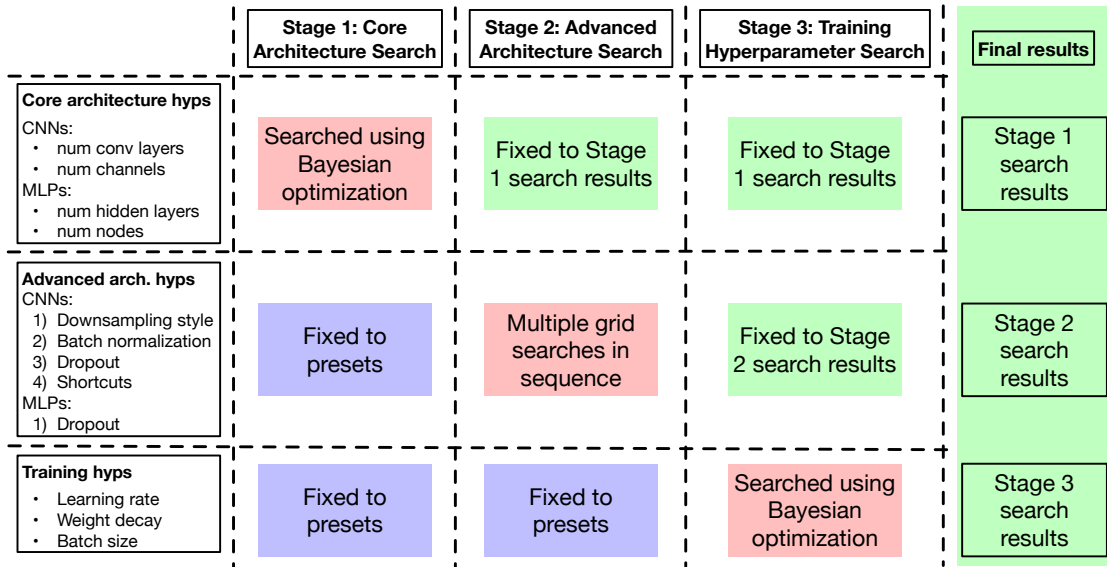 Stage 1: Core
Architecture Search
Stage 2: Advanced
Architecture Search
Stage 3: Training
Hyperparameter Search
Final results
Core architecture hyps
CNNs:
• num conv layers
• num channels
MLPs:
• num hidden layers
• num nodes
Searched using
Bayesian
optimization
Fixed to Stage
1 search results
Fixed to Stage
1 search results
Stage 1
search
results
Advanced arch. hyps
CNNs:
1) Downsampling style
2) Batch normalization
3) Dropout
4) Shortcuts
MLPs:
1) Dropout
Fixed to
presets
Multiple grid
searches in
sequence
Fixed to Stage
2 search results
Stage 2
search
results
Training hyps
• Learning rate
• Weight decay
• Batch size
Fixed to
presets
Fixed to
presets
Searched using
Bayesian
optimization
Stage 3
search
results